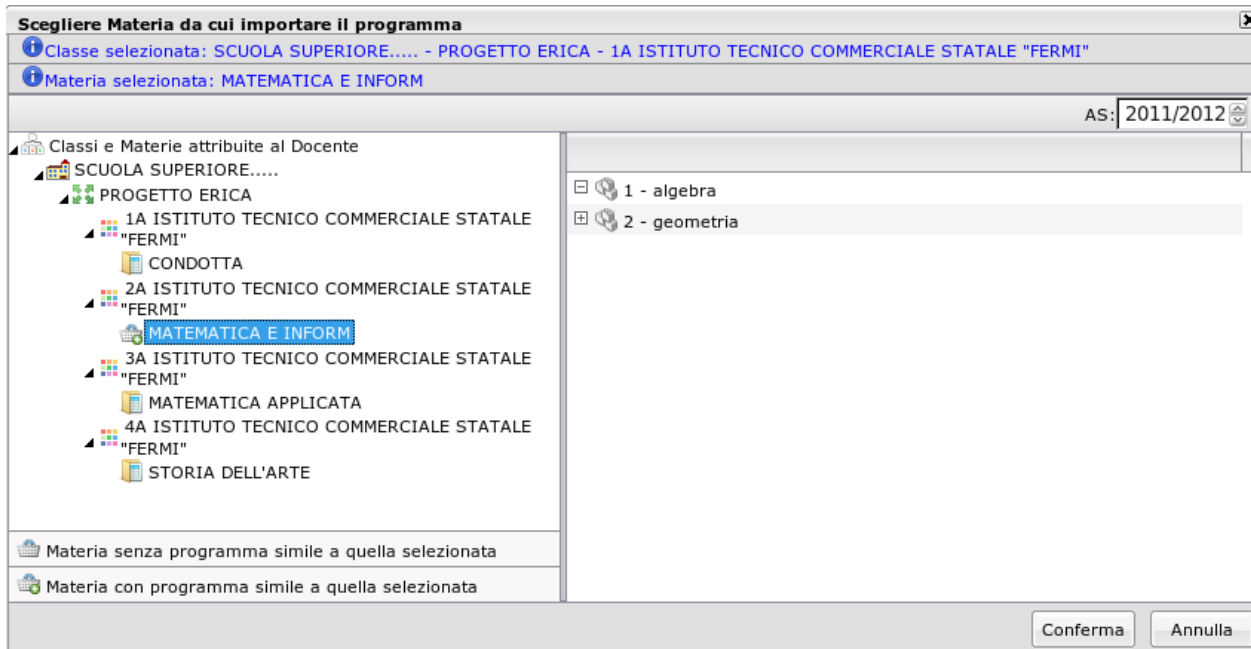 Scegliere Materia da cui importare il programma
Classe selezionata: SCUOLA SUPERIORE..... - PROGETTO ERICA - 1A ISTITUTO TECNICO COMMERCIALE STATALE "FERMI"
Materia selezionata: MATEMATICA E INFORM
AS: 2011/2012
Classi e Materie attribuite al Docente
SCUOLA SUPERIORE.....
PROGETTO ERICA
1A ISTITUTO TECNICO COMMERCIALE STATALE
"FERMI"
CONDOTTA
2A ISTITUTO TECNICO COMMERCIALE STATALE
"FERMI"
MATEMATICA E INFORM
3A ISTITUTO TECNICO COMMERCIALE STATALE
"FERMI"
MATEMATICA APPLICATA
4A ISTITUTO TECNICO COMMERCIALE STATALE
"FERMI"
STORIA DELL'ARTE
Materia senza programma simile a quella selezionata
Materia con programma simile a quella selezionata
1 - algebra
2 - geometria
Conferma
Annulla